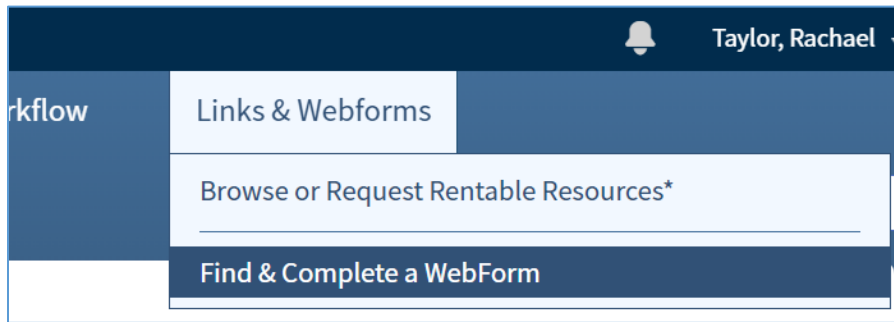 Taylor, Rachael
rkflow
Links & Webforms
Browse or Request Rentable Resources*
Find & Complete a WebForm